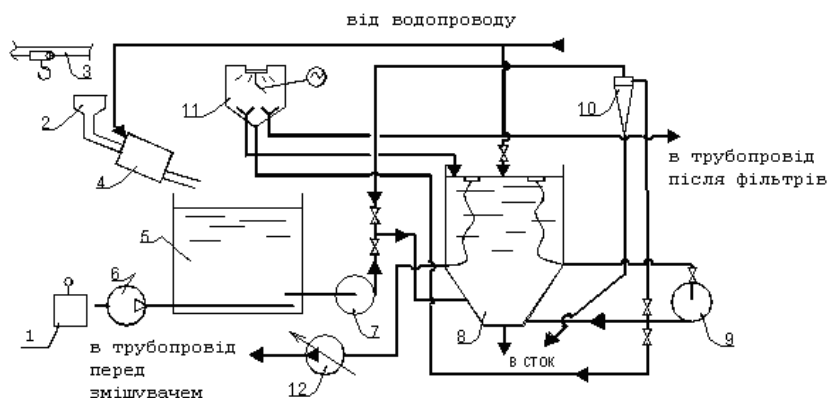 від водопроводу
3
2
11
10
4
в трубопровід
після фільтрів
5
6
1
7
8
9
в сток
в трубопровід
перед
змішувачем
12